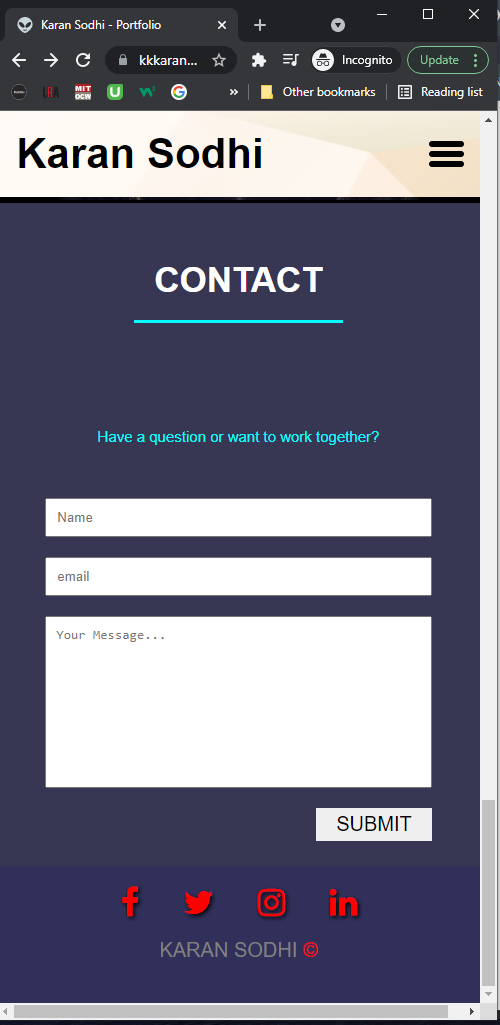 Karan Sodhi - Portfolio
kkkaran...
Incognito
Update
MIT
OCW
U
G
»
Other bookmarks
Reading list
Karan Sodhi
CONTACT
Have a question or want to work together?
Name
email
Your Message...
SUBMIT
KARAN SODHI ©